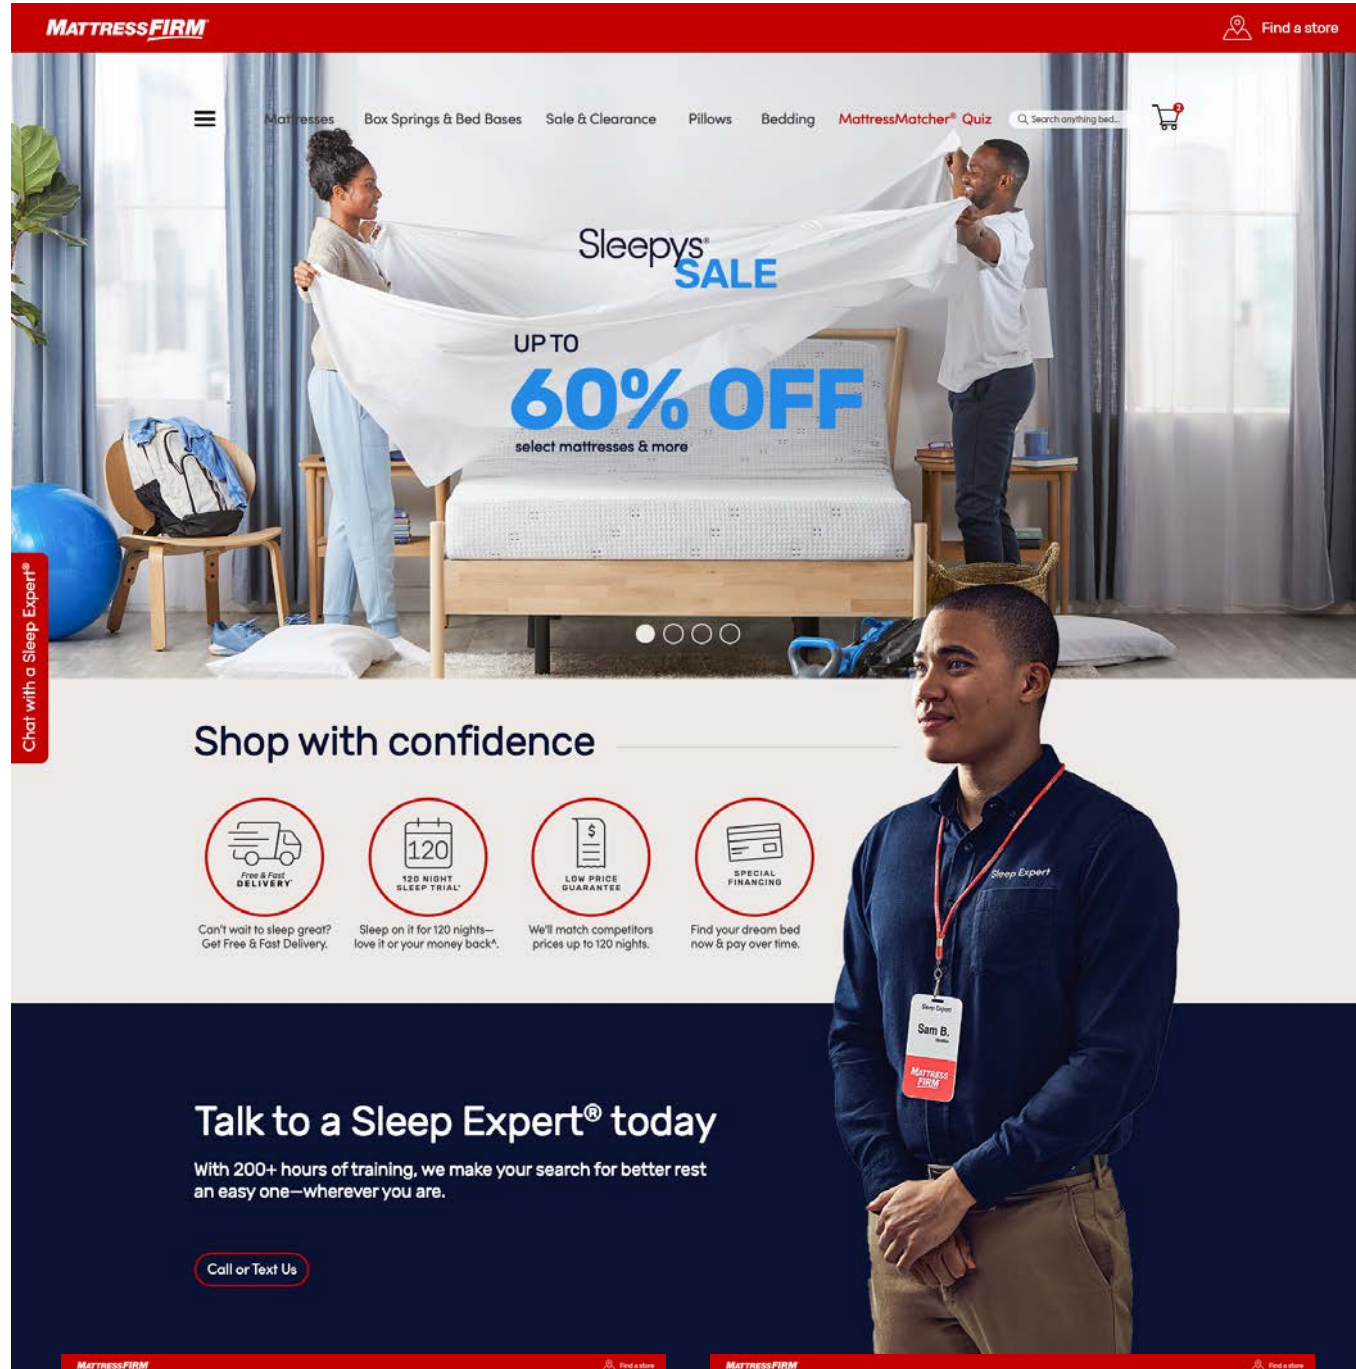 MATTRESSFIRM
Find a store
Mattresses Box Springs & Bed Bases Sale & Clearance Pillows Bedding MattressMatcher® Quiz Search anything bed... 2
Sleepys®
SALE
UP TO
60% OFF
select mattresses & more
Chat with a Sleep Expert®
Shop with confidence
Free & Fast
DELIVERY*
120
120 NIGHT
SLEEP TRIAL*
$
LOW PRICE
GUARANTEE
SPECIAL
FINANCING
Can't wait to sleep great?
Get Free & Fast Delivery.
Sleep on it for 120 nights—
love it or your money back^.
We'll match competitors
prices up to 120 nights.
Find your dream bed
now & pay over time.
Sleep Expert
Sleep Expert
Sam B.
MATTRESS
FIRM
Talk to a Sleep Expert® today
With 200+ hours of training, we make your search for better rest
an easy one—wherever you are.
Call or Text Us
MATTRESSFIRM
Find a store
MATTRESSFIRM
Find a store